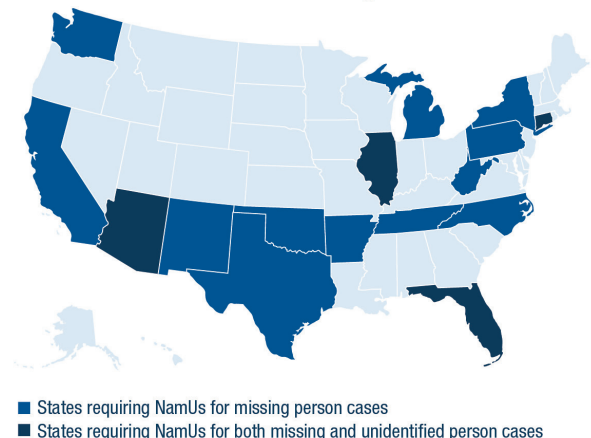 States requiring NamUs for missing person cases
States requiring NamUs for both missing and unidentified person cases